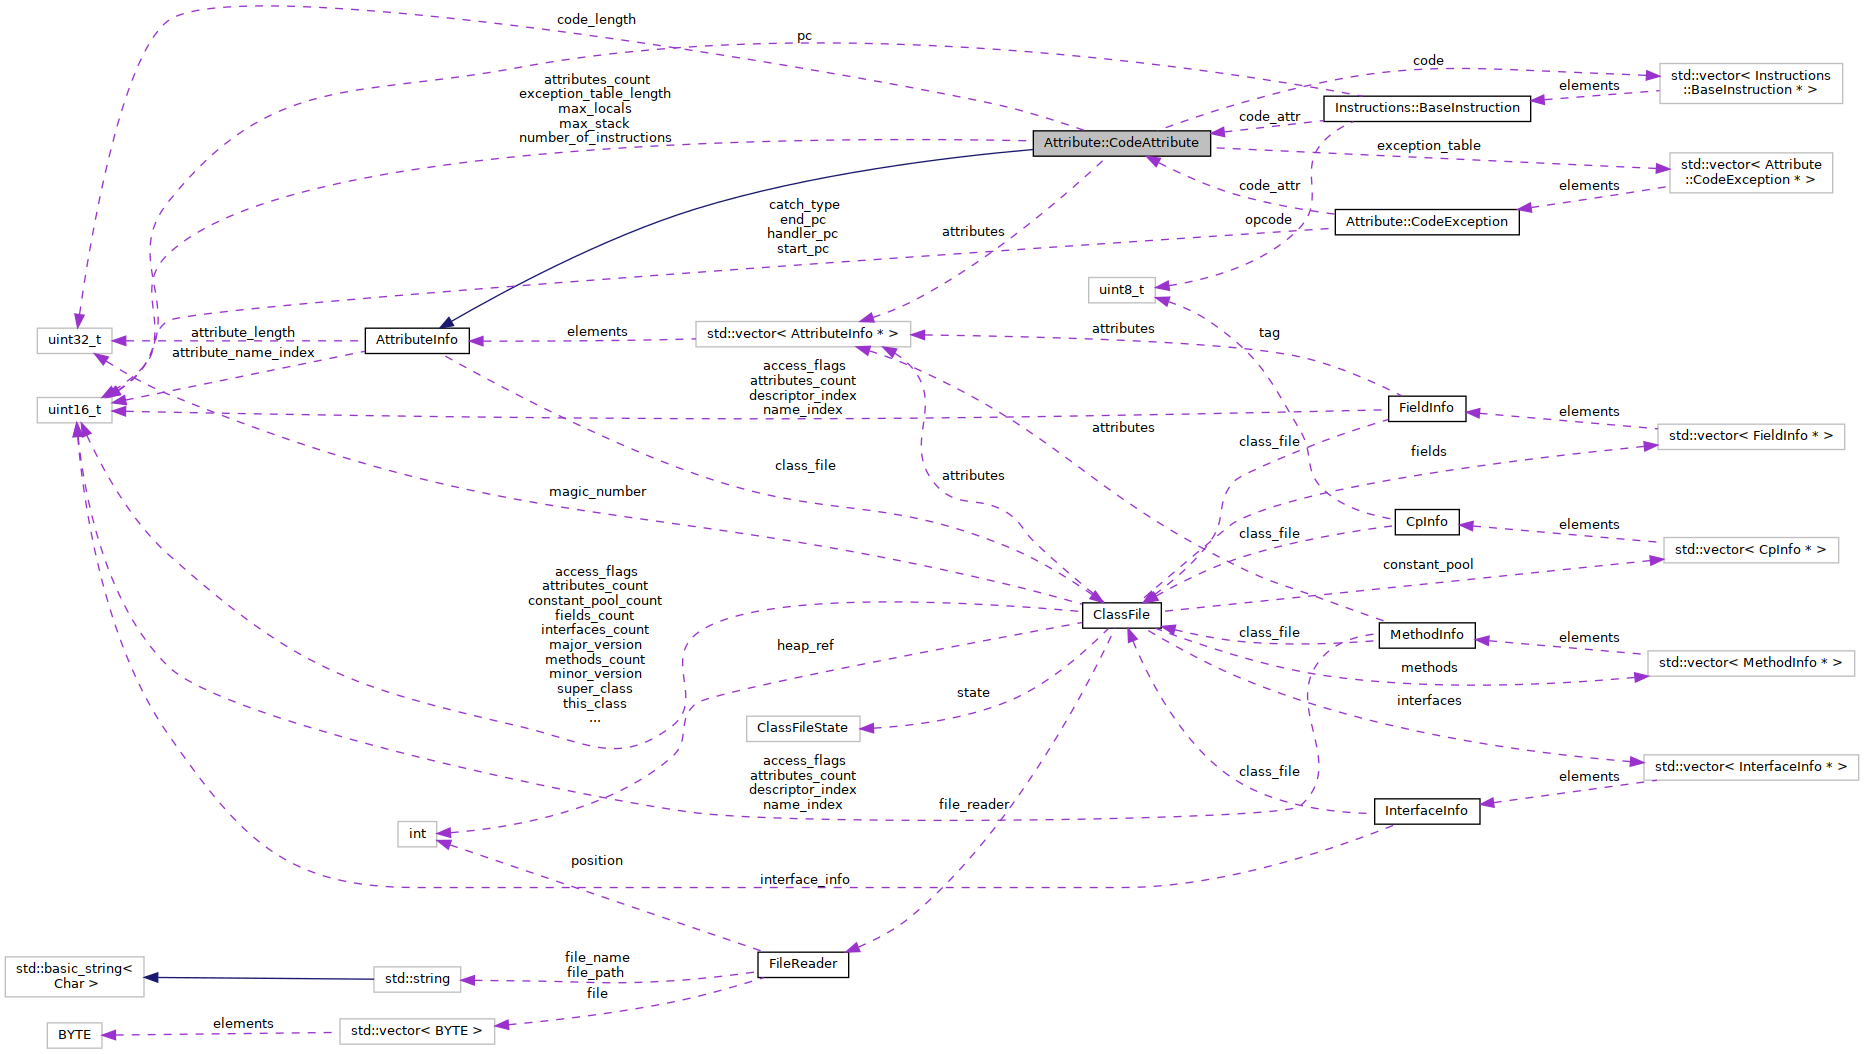 code_length
pc
code
std::vector< Instructions
::BaseInstruction * >
elements
attributes_count
exception_table_length
max_locals
max_stack
number_of_instructions
Instructions::BaseInstruction
code_attr
Attribute::CodeAttribute
exception_table
std::vector< Attribute
::CodeException * >
elements
code_attr
catch_type
end_pc
handler_pc
start_pc
opcode
Attribute::CodeException
attributes
uint8_t
uint32_t
attribute_length
attribute_name_index
AttributeInfo
elements
std::vector< AttributeInfo * >
attributes
tag
access_flags
attributes_count
descriptor_index
name_index
uint16_t
FieldInfo
elements
std::vector< FieldInfo * >
attributes
class_file
fields
class_file
attributes
magic_number
CpInfo
elements
std::vector< CpInfo * >
class_file
constant_pool
access_flags
attributes_count
constant_pool_count
fields_count
interfaces_count
major_version
methods_count
minor_version
super_class
this_class
...
ClassFile
heap_ref
class_file
MethodInfo
elements
std::vector< MethodInfo * >
methods
state
interfaces
ClassFileState
access_flags
attributes_count
descriptor_index
name_index
class_file
std::vector< InterfaceInfo * >
elements
file_reader
InterfaceInfo
int
position
interface_info
file_name
file_path
FileReader
std::basic_string<
Char >
std::string
file
elements
std::vector< BYTE >
BYTE